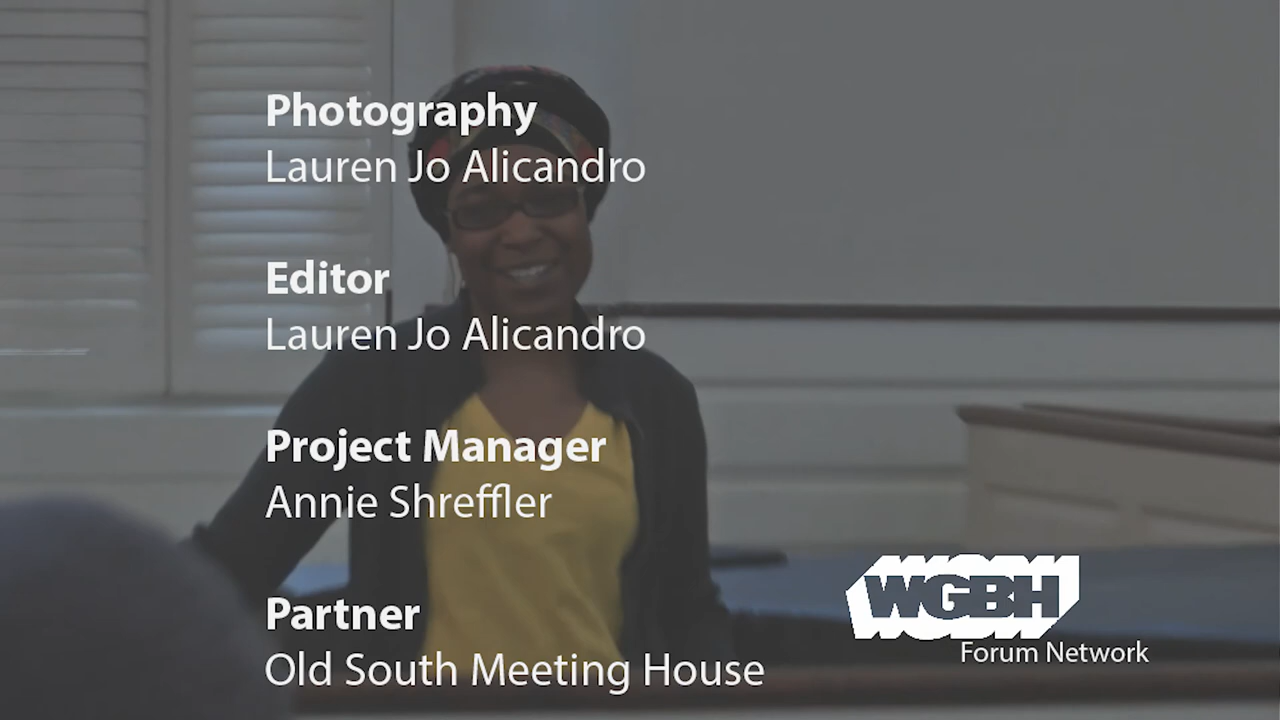 Photography
Lauren Jo Alicandro
Editor
Lauren Jo Alicandro
Project Manager
Annie Shreffler
Partner
Old South Meeting House
WGBH
Forum Network